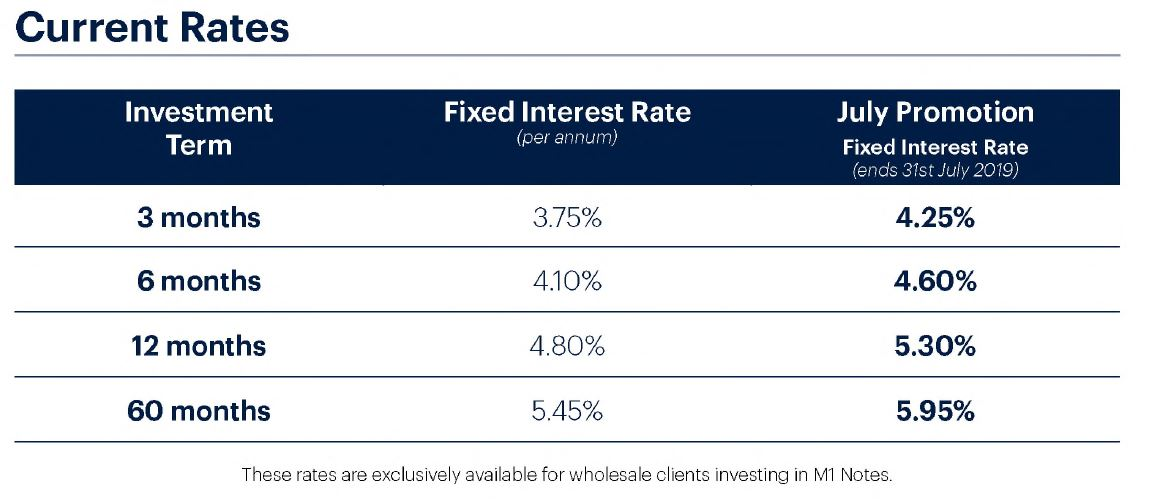 Current Rates
Investment Term
Fixed Interest Rate
(per annum)
July Promotion
Fixed Interest Rate
(ends 31st July 2019)
3 months 3.75% 4.25%
6 months 4.10% 4.60%
12 months 4.80% 5.30%
60 months 5.45% 5.95%
These rates are exclusively available for wholesale clients investing in M1 Notes.